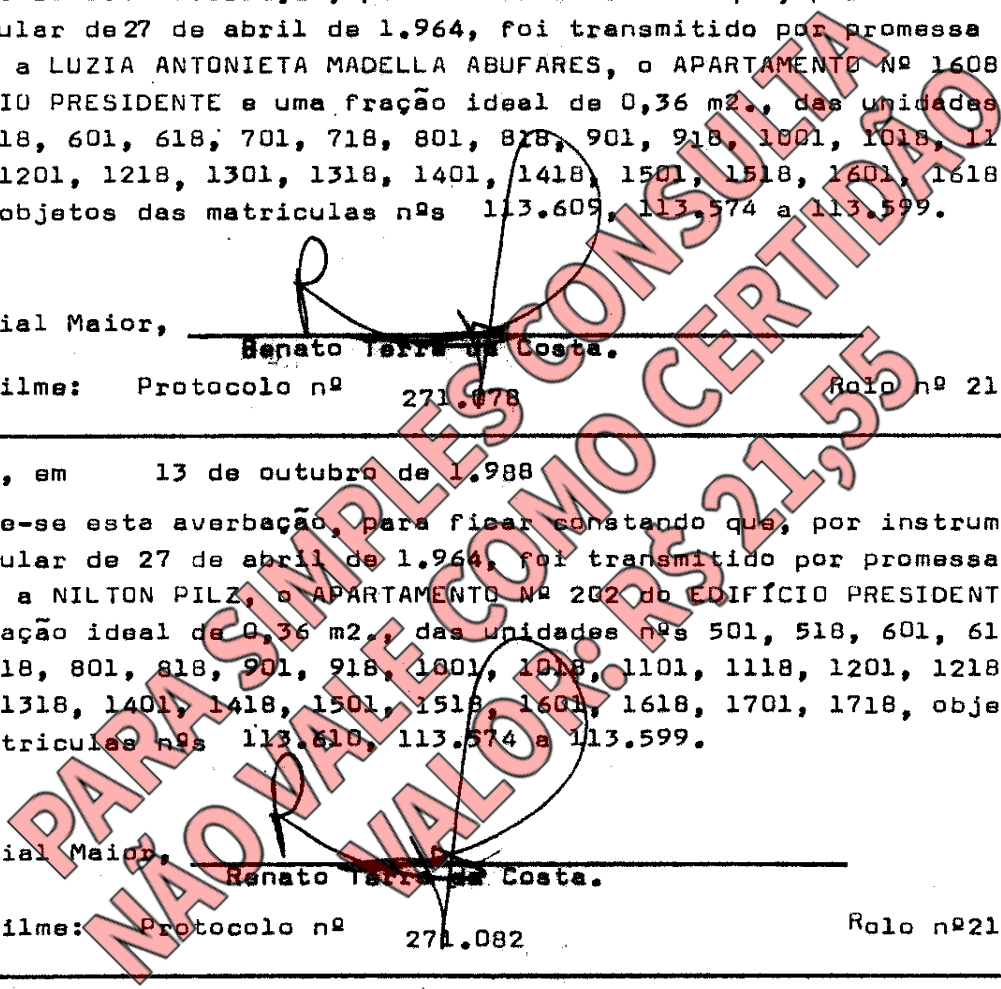 ular de 27 de abril de 1.964, foi transmitido por promessa
a LUZIA ANTONIETA MADELLA ABUFARES, o APARTAMENTO Nº 1608
IO PRESIDENTE e uma fração ideal de 0,36 m2., das unidades
18, 601, 618, 701, 718, 801, 818, 901, 918, 1001, 1018, 11
1201, 1218, 1301, 1318, 1401, 1418, 1501, 1518, 1601, 1618
objetos das matriculas nºs 113.609, 113.574 a 113.599.
ial Maior,
Renato Terra da Costa.
ilme: Protocolo nº 271.078 Rolo nº 21
, em 13 de outubro de 1.988
e-se esta averbação, para ficar constando que, por instrum
ular de 27 de abril de 1.964, foi transmitido por promessa
a NILTON PILZ, o APARTAMENTO Nº 202 do EDIFÍCIO PRESIDENT
ação ideal de 0,36 m2., das unidades nºs 501, 518, 601, 61
18, 801, 818, 901, 918, 1001, 1018, 1101, 1118, 1201, 1218
1318, 1401, 1418, 1501, 1518, 1601, 1618, 1701, 1718, obje
triculas nºs 113.610, 113.574 a 113.599.
ial Maior,
Renato Terra da Costa.
ilme: Protocolo nº 271.082 Rolo nº21
PARA SIMPLES CONSULTA
NÃO VALE COMO CERTIDÃO
VALOR: R$ 21,55